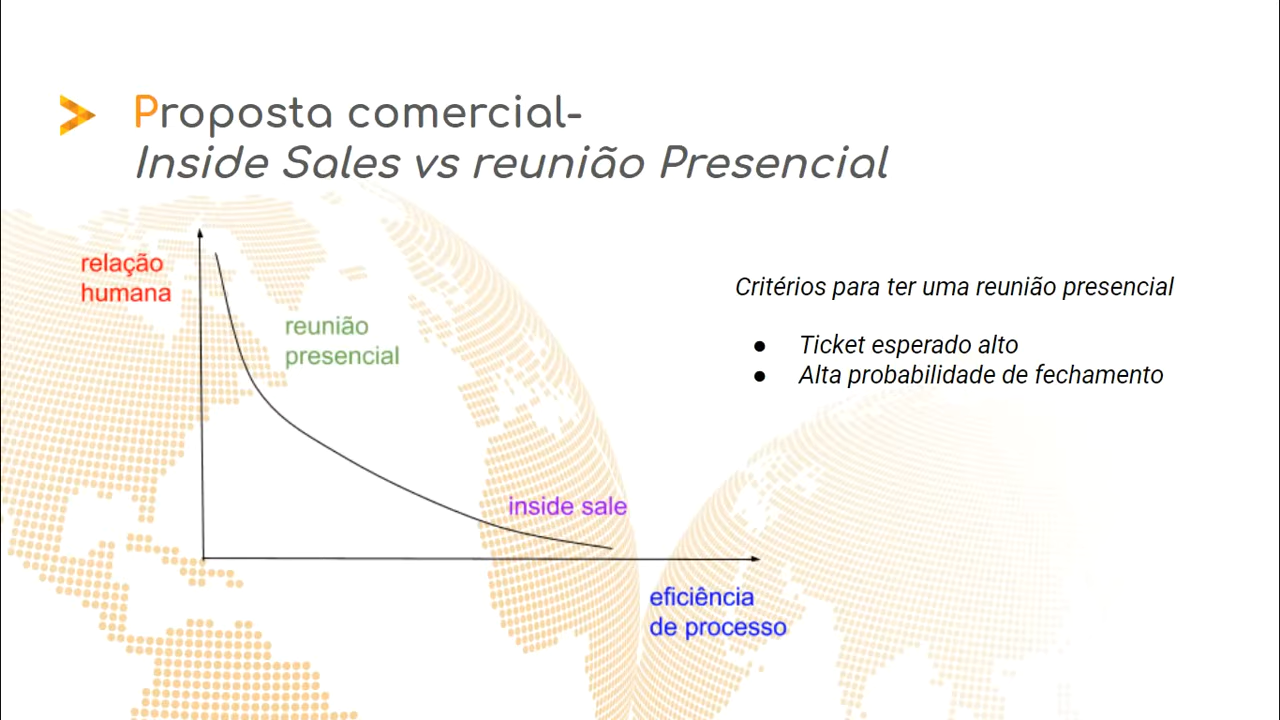 Proposta comercial-
Inside Sales vs reunião Presencial
relação
humana
reunião
presencial
inside sale
eficiência
de processo
Critérios para ter uma reunião presencial
● Ticket esperado alto
● Alta probabilidade de fechamento